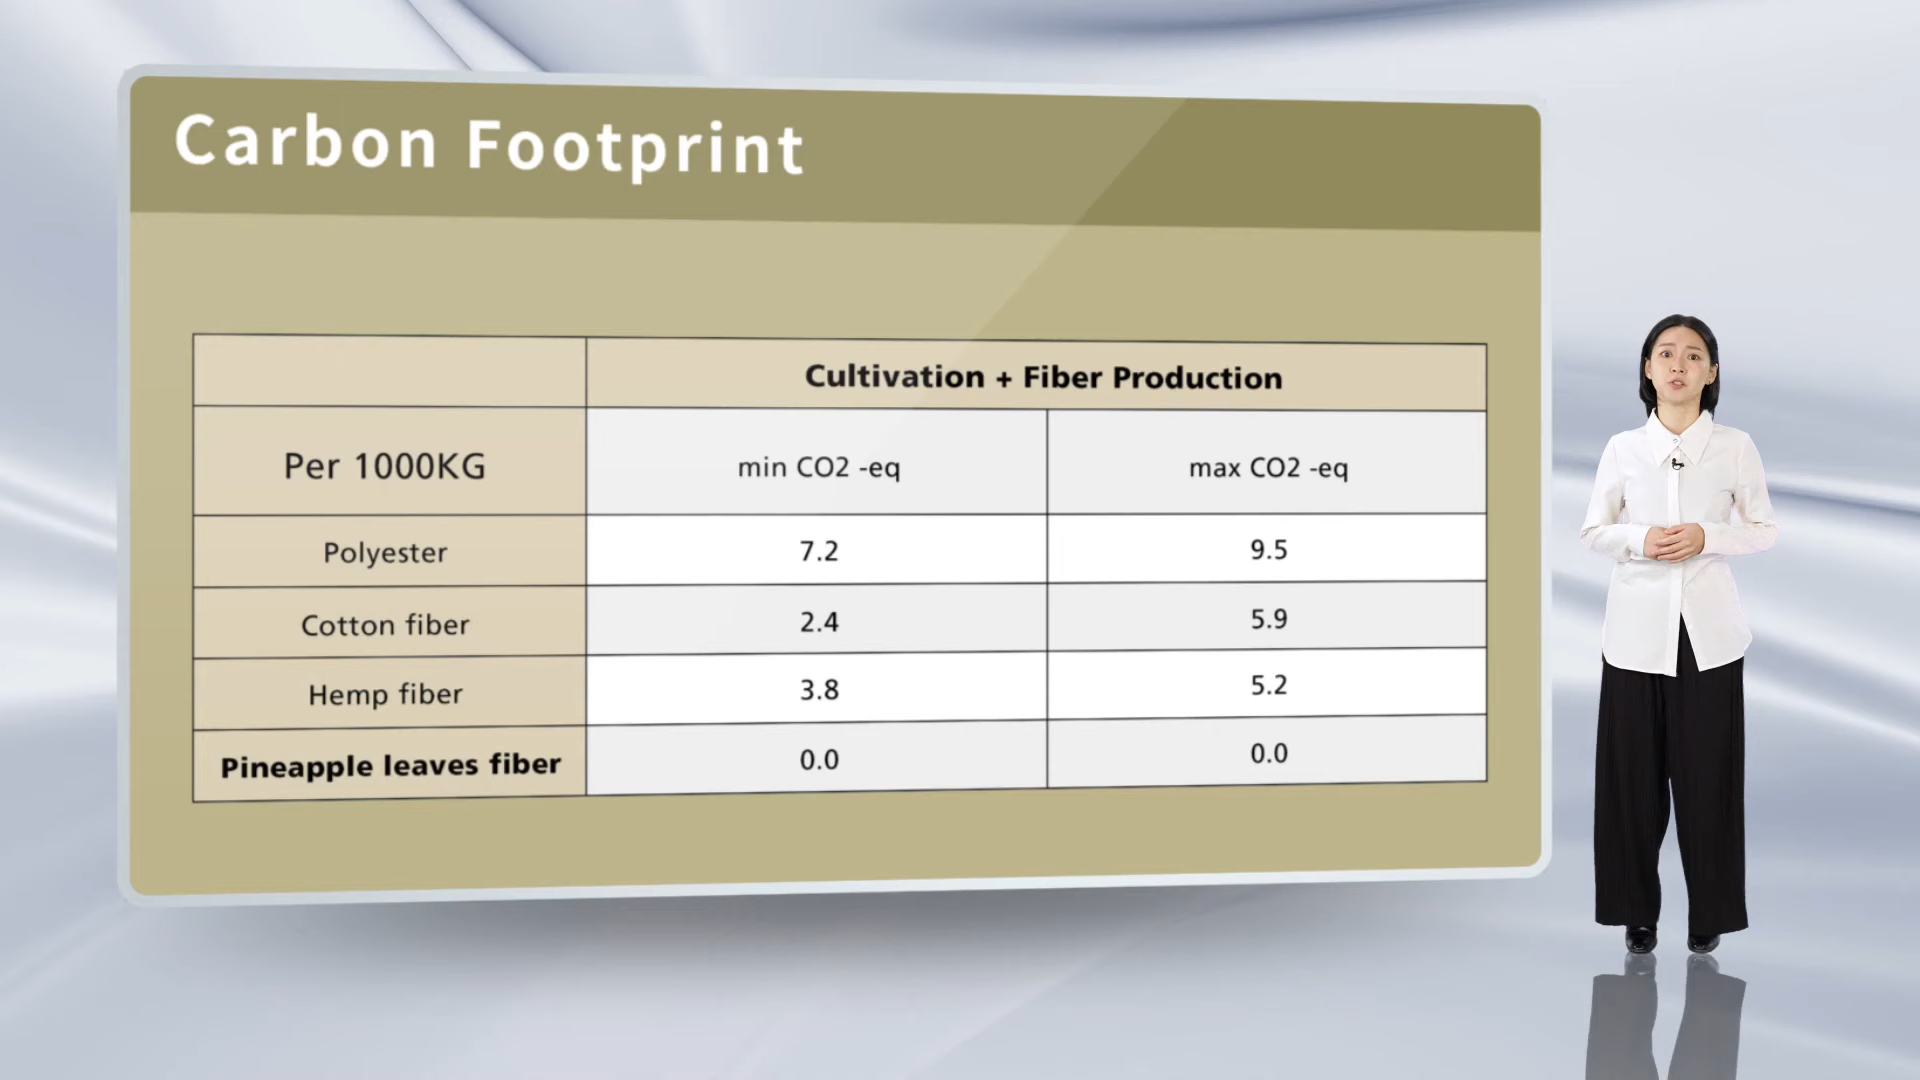 Carbon Footprint
Cultivation + Fiber Production
Per 1000KG min CO2 -eq max CO2 -eq
Polyester 7.2 9.5
Cotton fiber 2.4 5.9
Hemp fiber 3.8 5.2
Pineapple leaves fiber 0.0 0.0